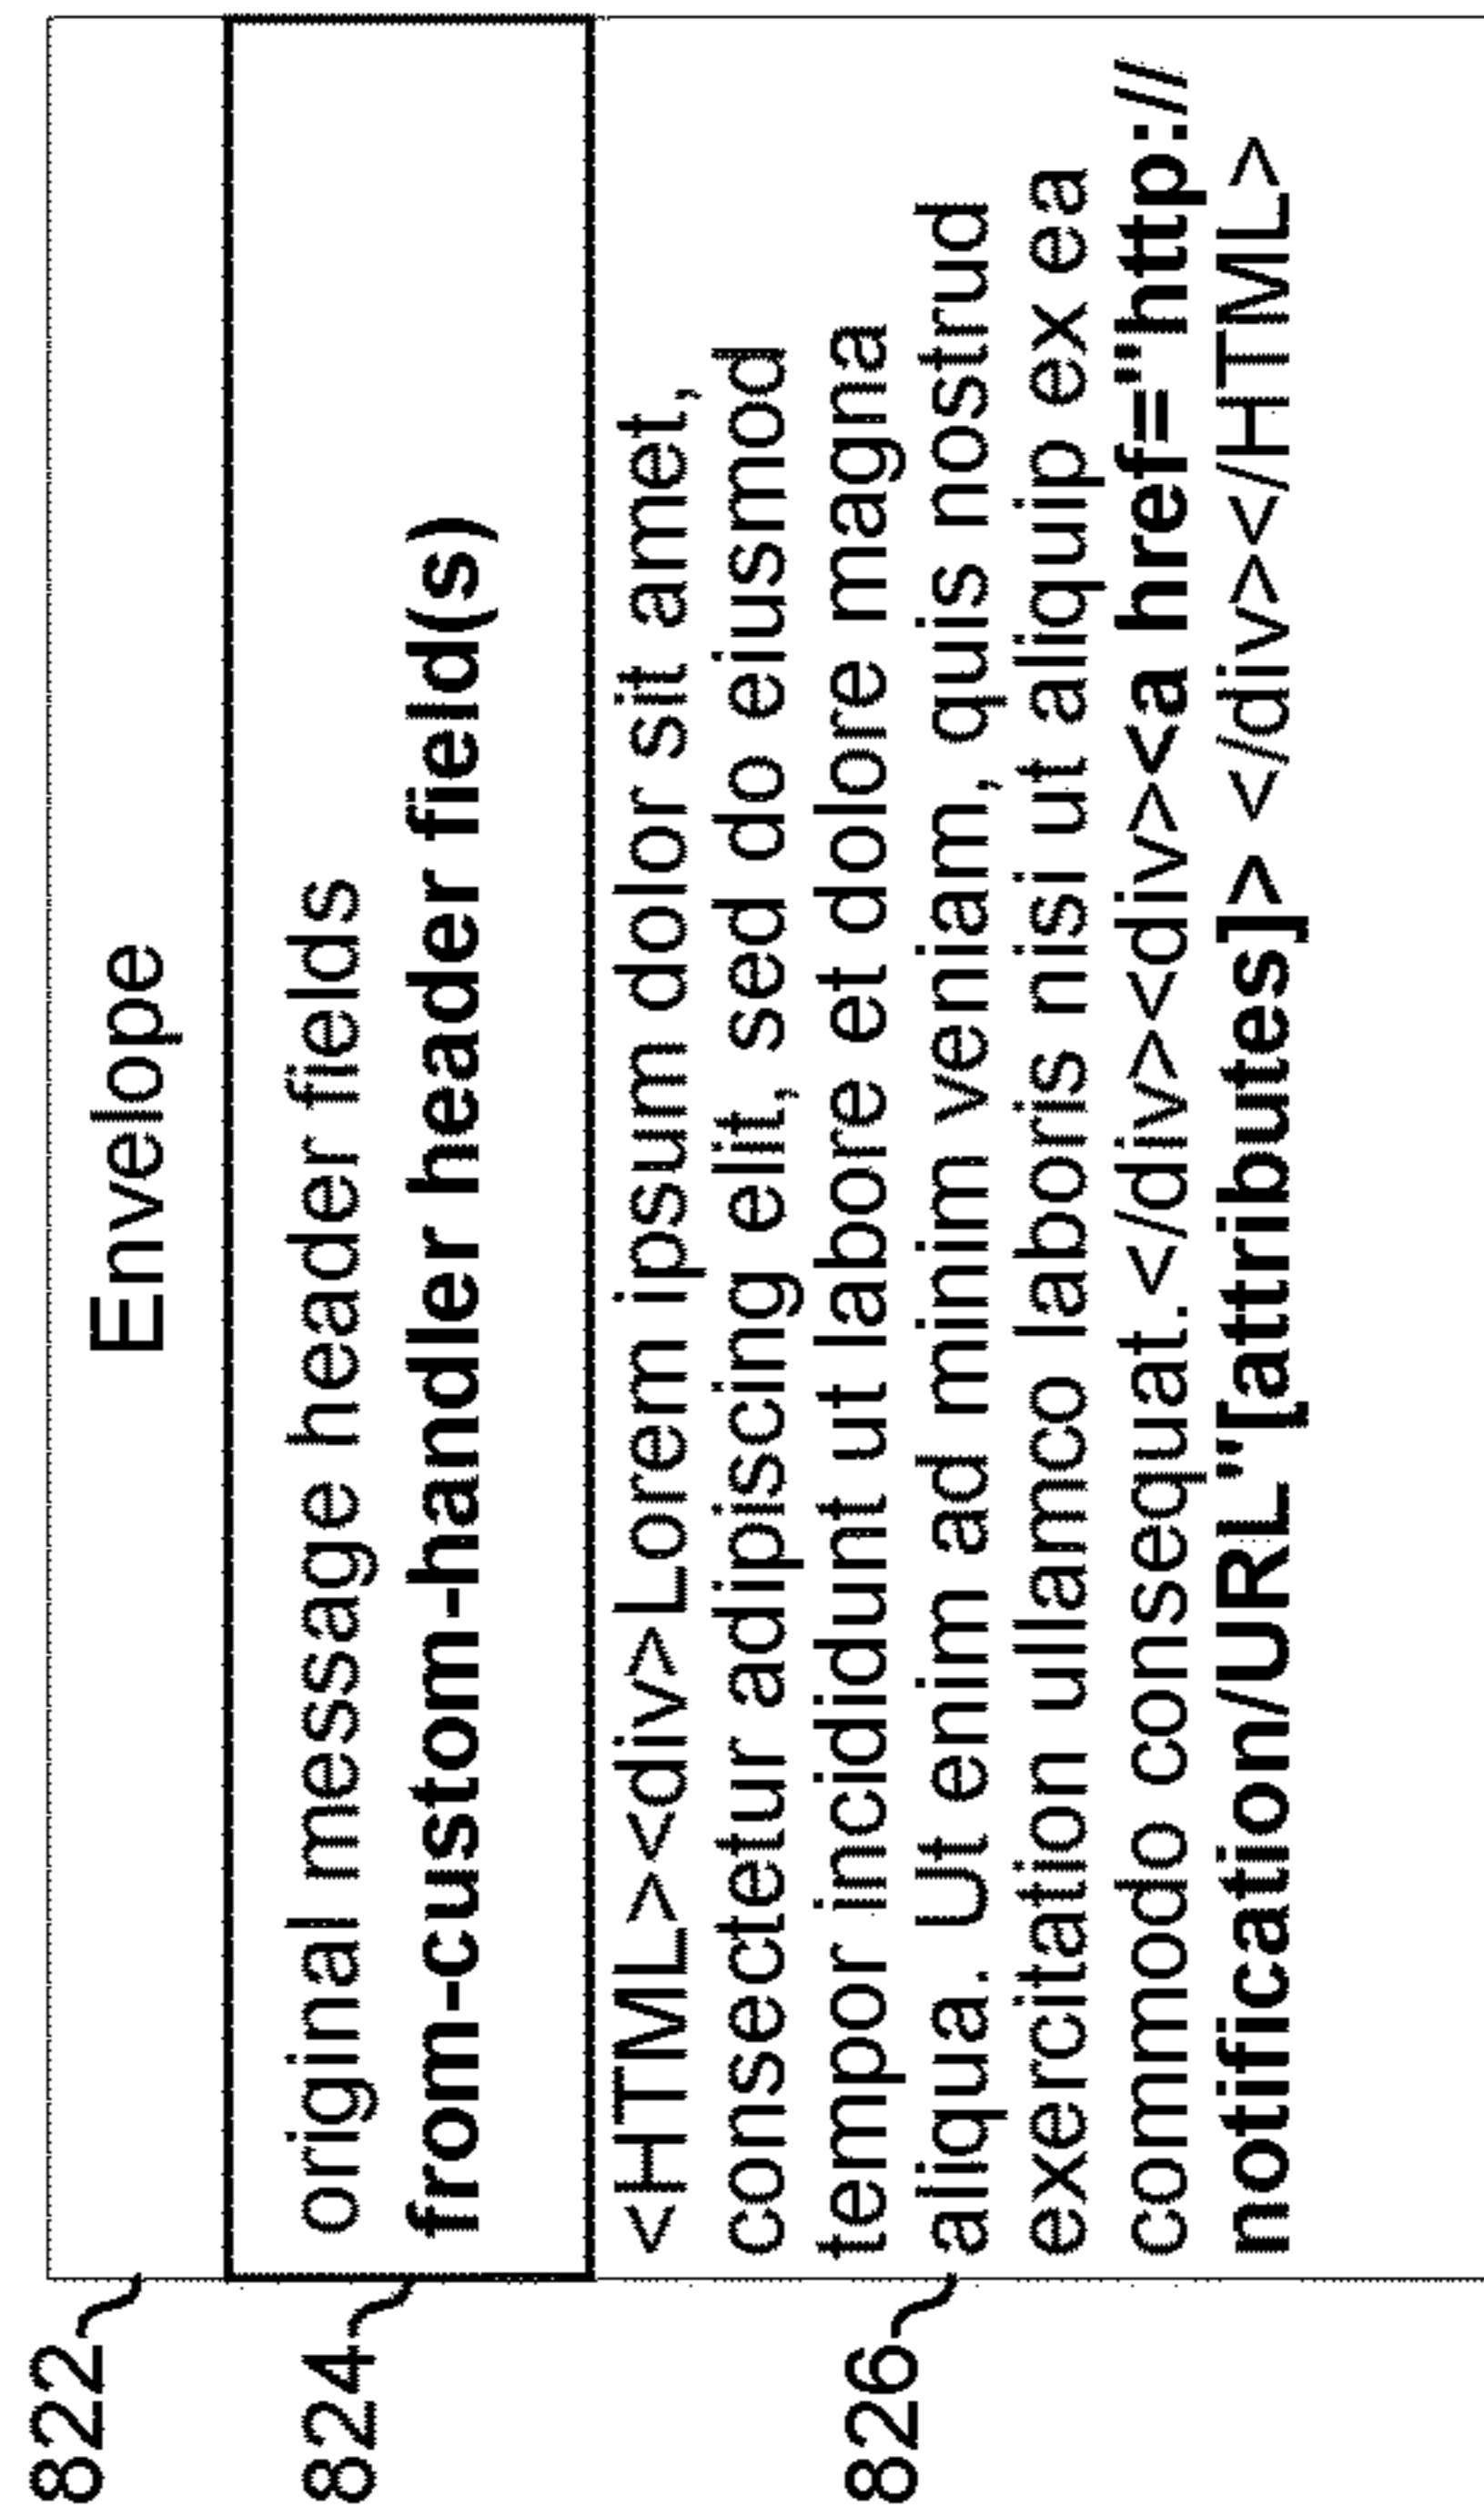 822
Envelope
824
original message header fields
from-custom-handler header field(s)
826
<HTML><div>Lorem ipsum dolor sit amet,
consectetur adipiscing elit, sed do eiusmod
tempor incididunt ut labore et dolore magna
aliqua. Ut enim ad minim veniam, quis nostrud
exercitation ullamco laboris nisi ut aliquip ex ea
commodo consequat.</div><div><a href="http://
notification/URL"[attributes]> </div></HTML>